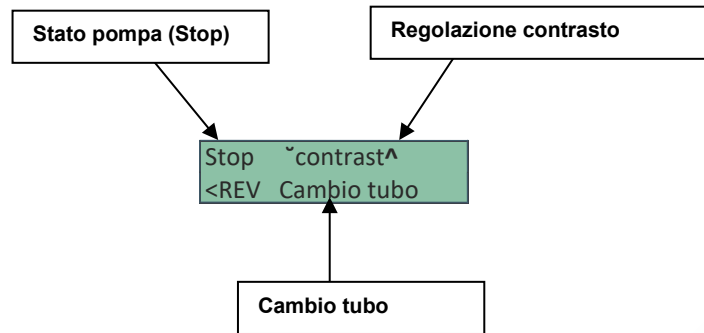 Stato pompa (Stop)
Regolazione contrasto
Stop ˇcontrast^
<REV Cambio tubo
Cambio tubo